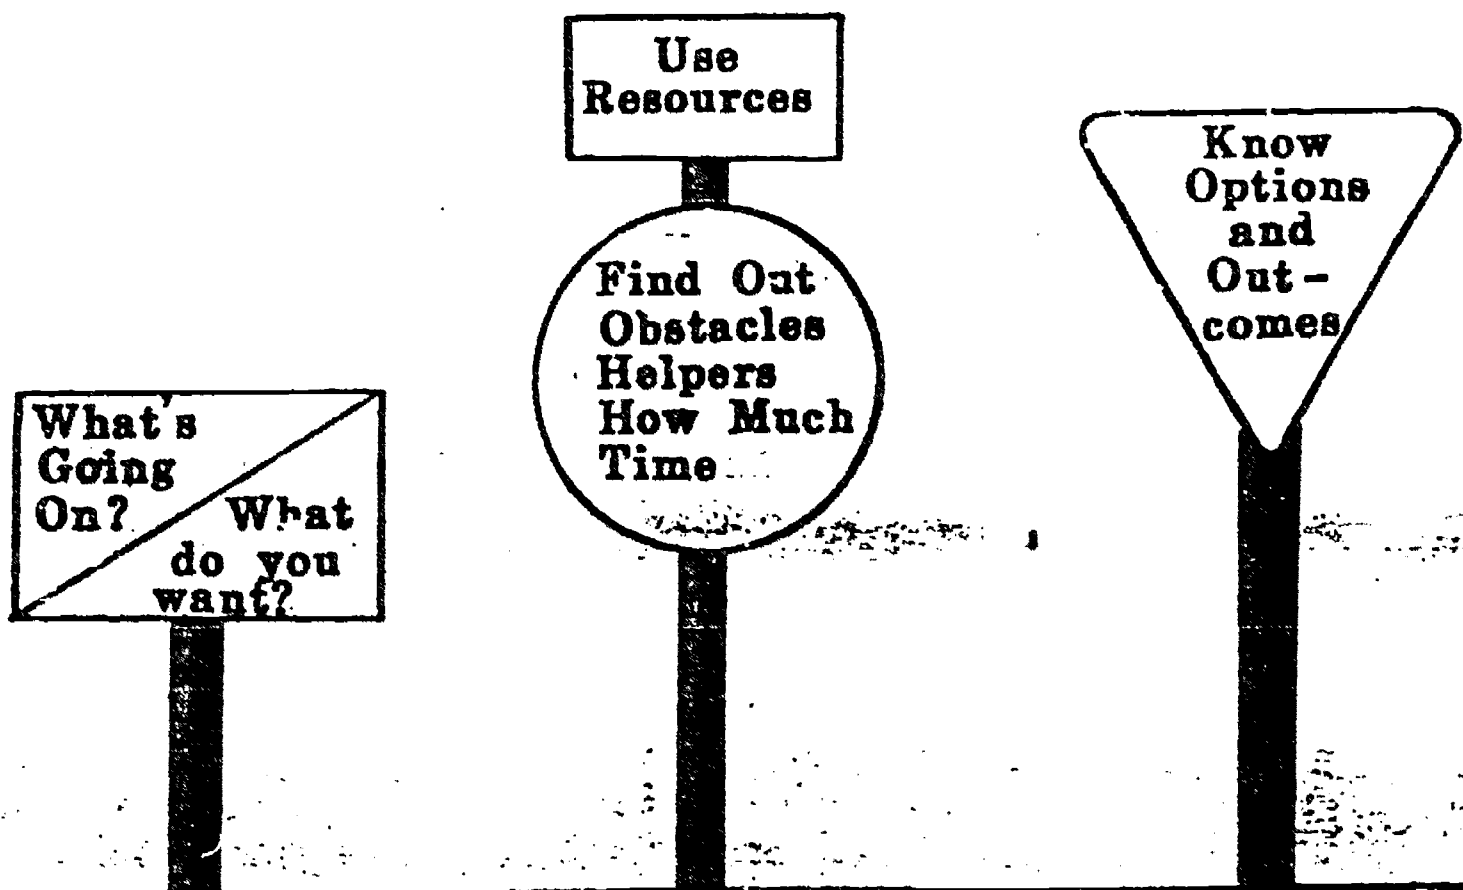 What's
Going
On?
What
do you
want?
Use
Resources
Find Out
Obstacles
Helpers
How Much
Time
Know
Options
and
Out-
comes